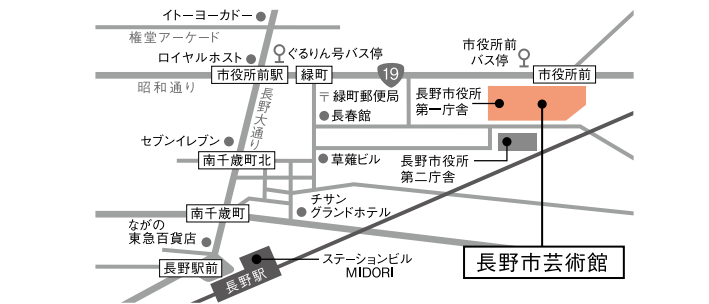 イトーヨーカドー
権堂アーケード
ロイヤルホスト
ぐるりん号バス停
市役所前
バス停
市役所前駅
緑町
19
市役所前
昭和通り
〒緑町郵便局
長春館
長野市役所
第一庁舎
長野大通り
セブンイレブン
南千歳町北
草薙ビル
長野市役所
第二庁舎
南千歳町
チサン
グランドホテル
ながの
東急百貨店
長野駅前
長野駅
ステーションビル
MIDORI
長野市芸術館